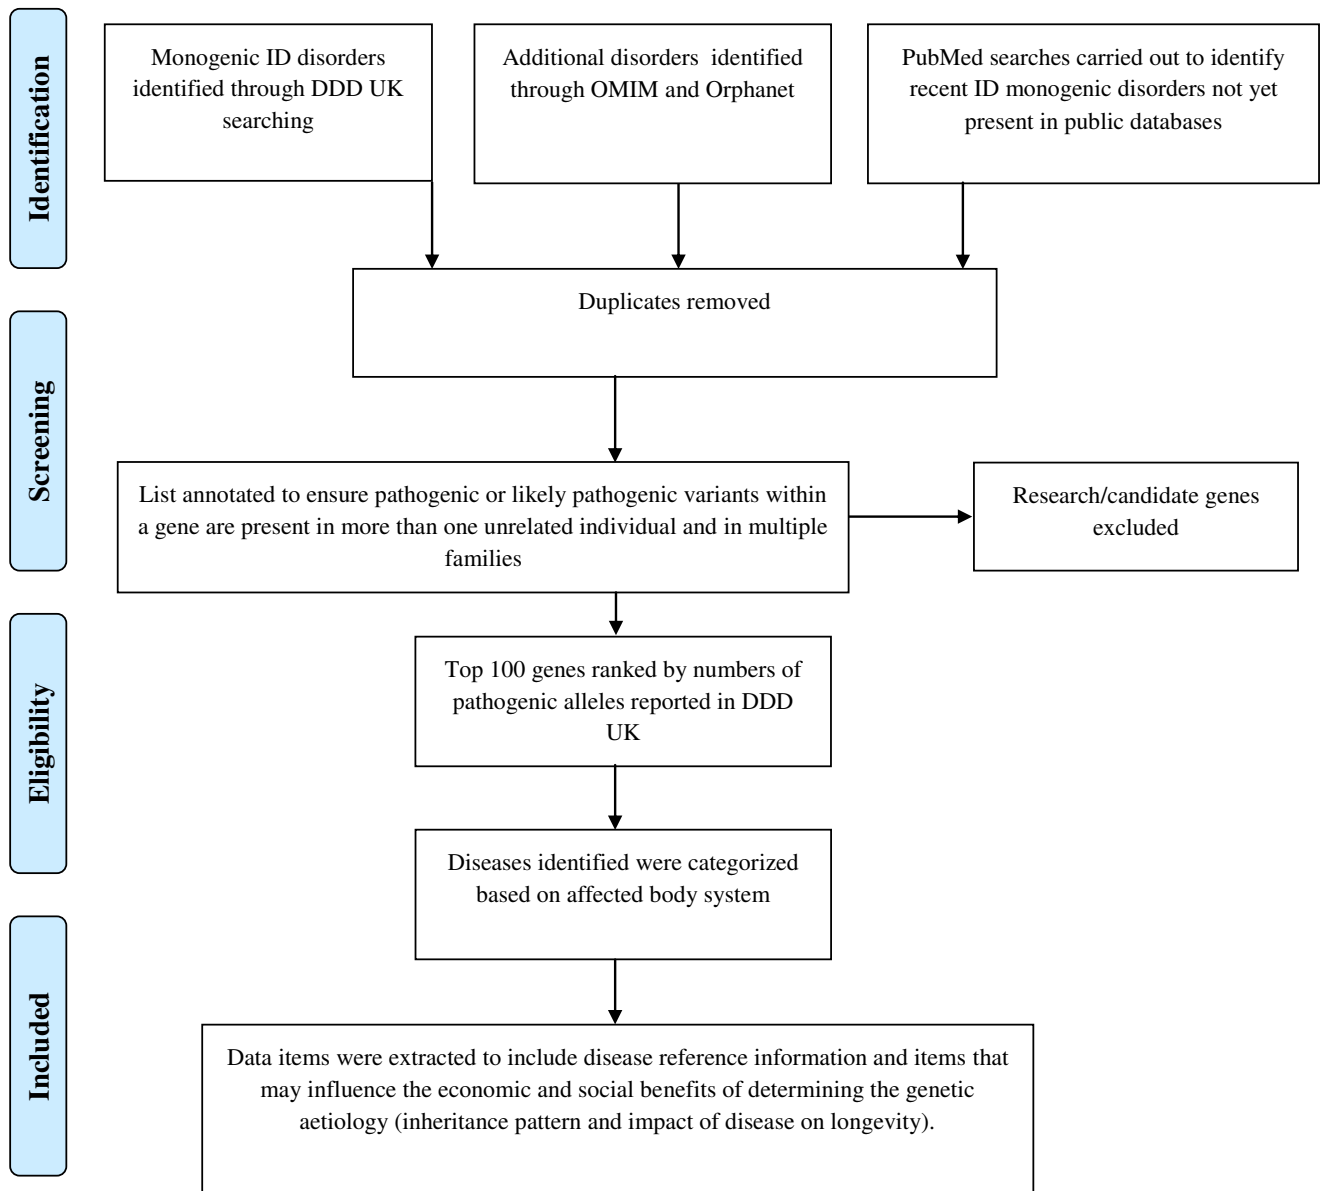 Identification
Monogenic ID disorders
identified through DDD UK
searching
Additional disorders identified
through OMIM and Orphanet
PubMed searches carried out to identify
recent ID monogenic disorders not yet
present in public databases
Duplicates removed
Screening
List annotated to ensure pathogenic or likely pathogenic variants within
a gene are present in more than one unrelated individual and in multiple
families
Research/candidate genes
excluded
Eligibility
Top 100 genes ranked by numbers of
pathogenic alleles reported in DDD
UK
Diseases identified were categorized
based on affected body system
Included
Data items were extracted to include disease reference information and items that
may influence the economic and social benefits of determining the genetic
aetiology (inheritance pattern and impact of disease on longevity).